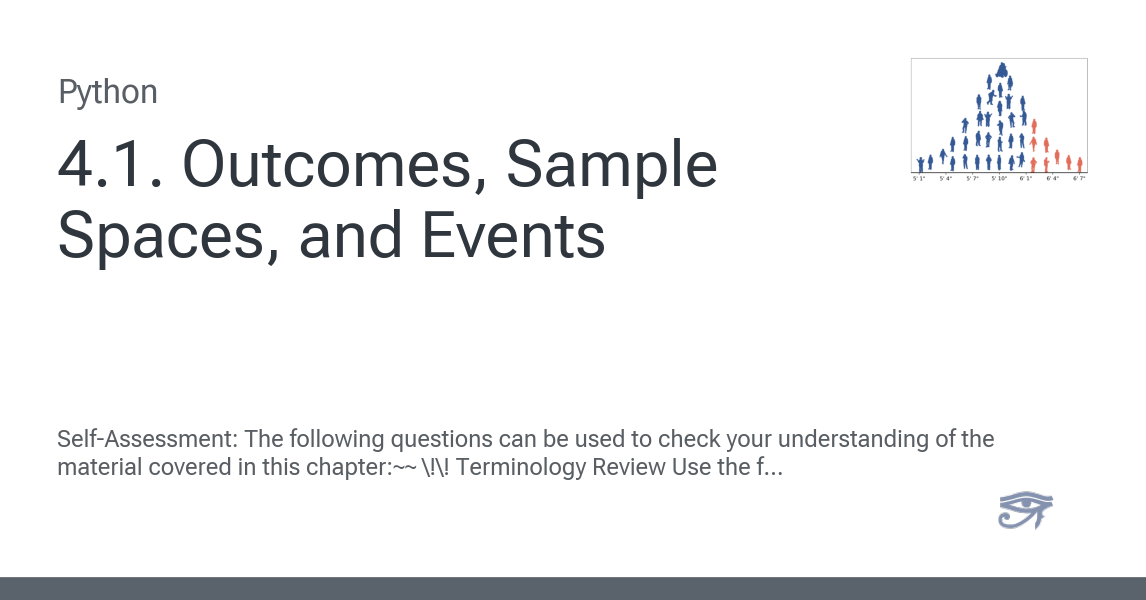 Python
4.1. Outcomes, Sample
Spaces, and Events
5' 1" 5' 4" 5' 7" 5' 10" 6' 1" 6' 4" 6' 7"
Self-Assessment: The following questions can be used to check your understanding of the
material covered in this chapter:~~ \!\! Terminology Review Use the f...